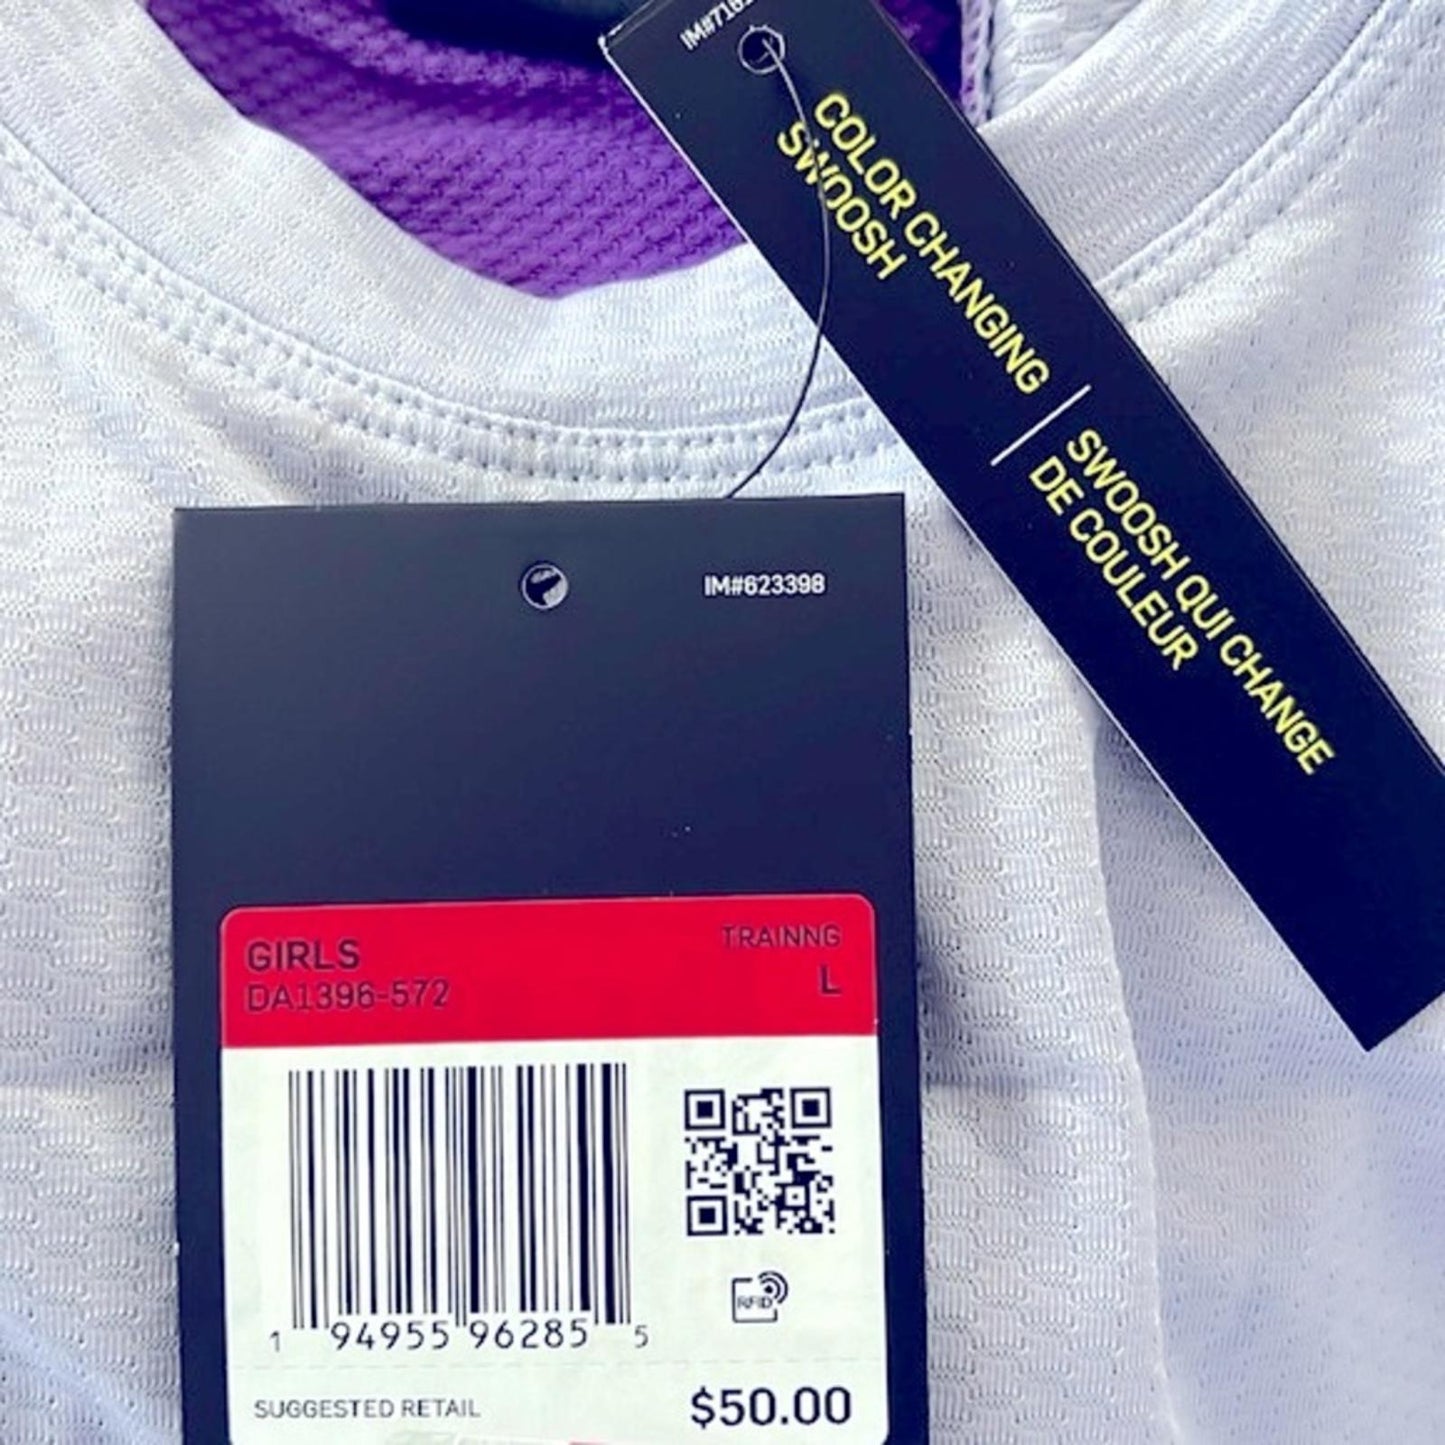 COLOR CHANGING
SWOOSH
SWOOSH QUI CHANGE
DE COULEUR
IM#623398
GIRLS
TRAINNG
DA1396-572
L
1 94955 96285 5
RFID
SUGGESTED RETAIL
$50.00